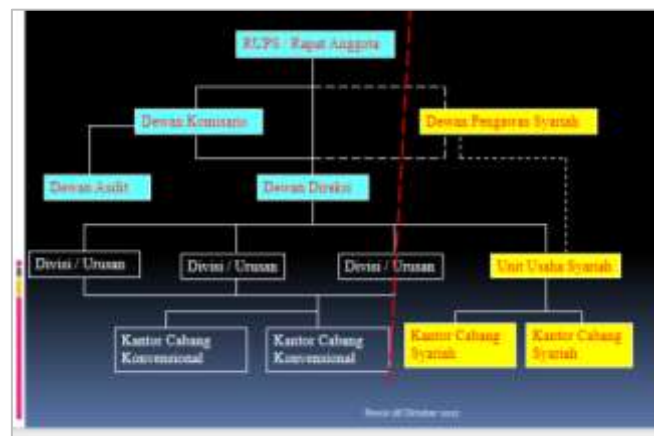 RUPS / Rapat Anggota
Dewan Komisaris
Dewan Pengawas Syariah
Dewan Audit
Dewan Direksi
Divisi / Urusan
Divisi / Urusan
Divisi / Urusan
Unit Usaha Syariah
Kantor Cabang
Konvensional
Kantor Cabang
Konvensional
Kantor Cabang
Syariah
Kantor Cabang
Syariah